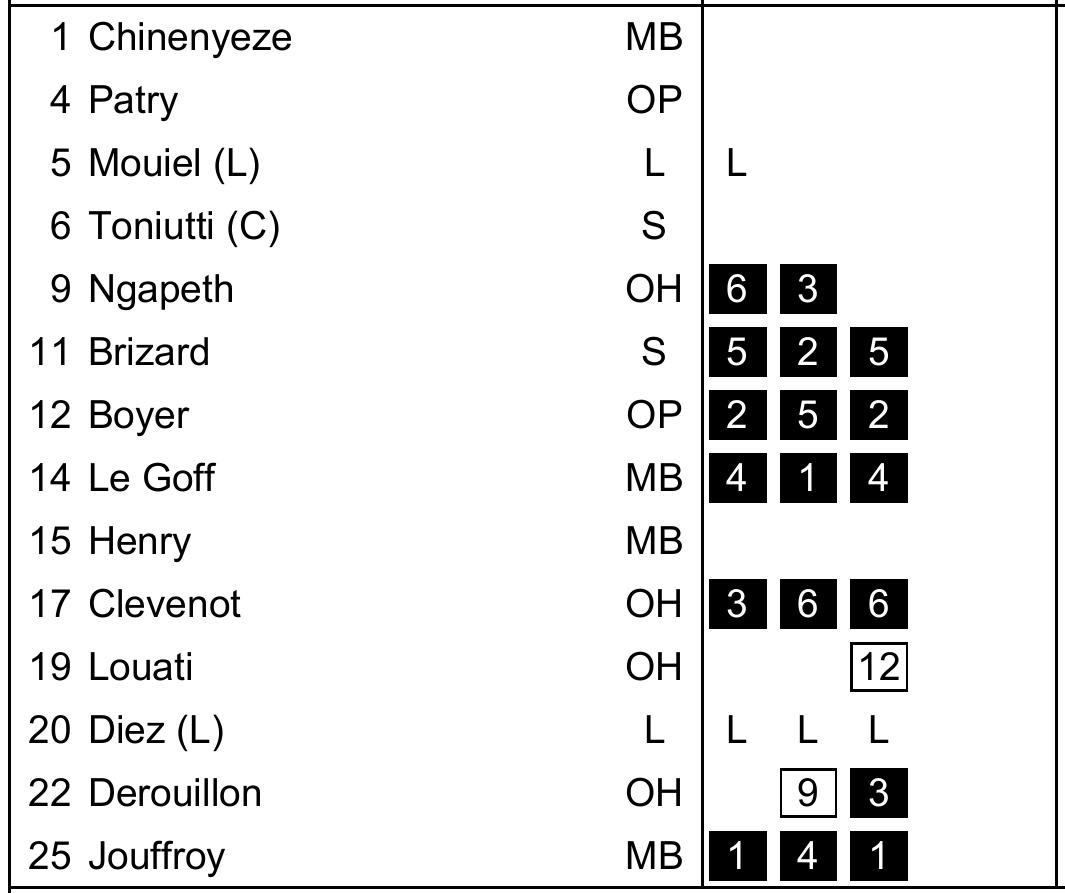 1 Chinenyeze MB
4 Patry OP
5 Mouiel (L) L L
6 Toniutti (C) S
9 Ngapeth OH 6 3
11 Brizard S 5 2 5
12 Boyer OP 2 5 2
14 Le Goff MB 4 1 4
15 Henry MB
17 Clevenot OH 3 6 6
19 Louati OH 12
20 Diez (L) L L L L
22 Derouillon OH 9 3
25 Jouffroy MB 1 4 1